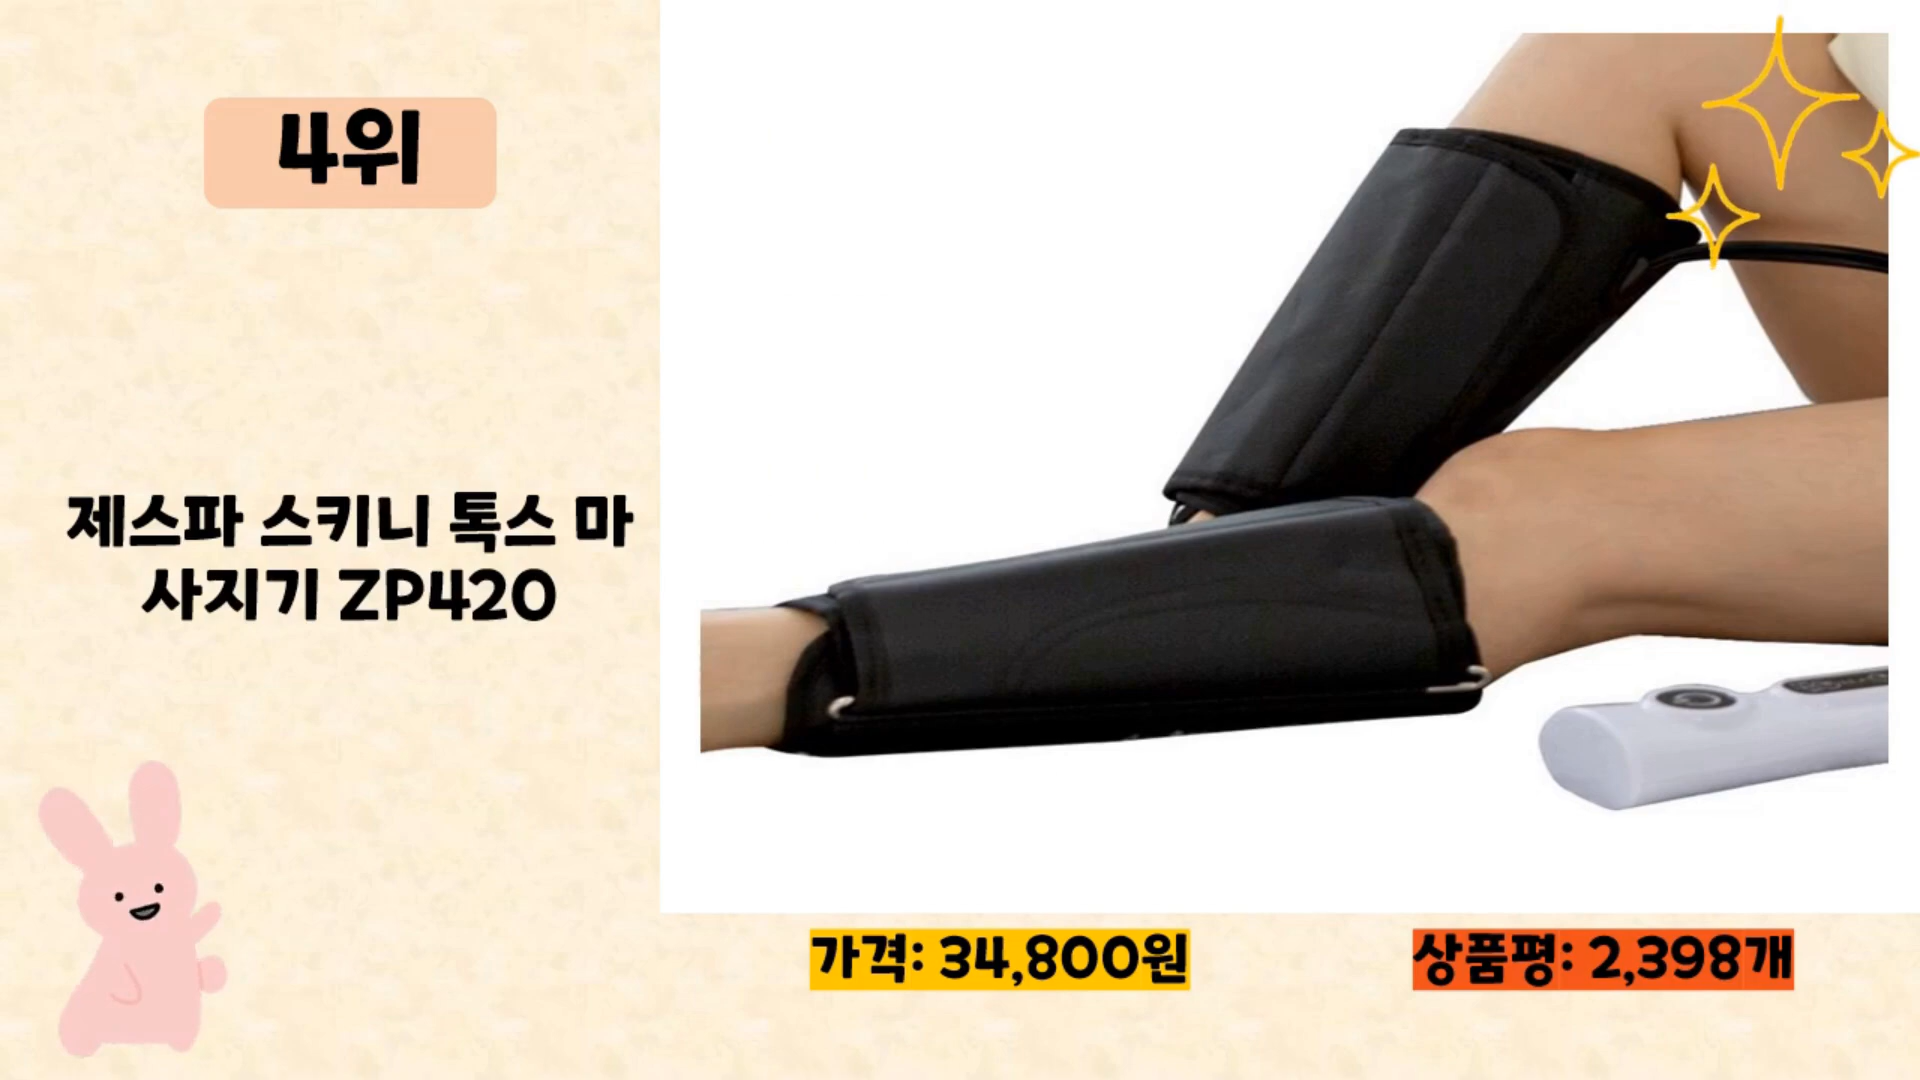 4위
제스파 스키니 톡스 마
사지기 ZP420
가격: 34,800원
상품평: 2,398개